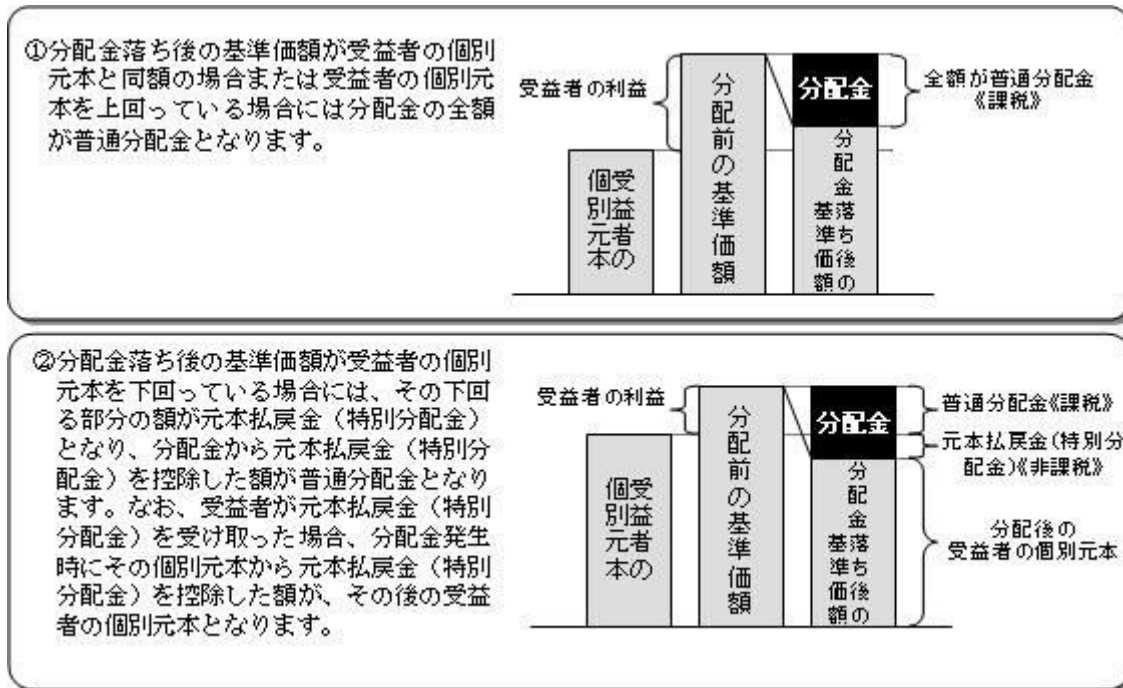 ①分配金落ち後の基準価額が受益者の個別
元本と同額の場合または受益者の個別元
本を上回っている場合には分配金の全額
が普通分配金となります。
受益者の利益
受益者の
個別元本
分配前の基準価額
分配金
分配金落ち後の
基準価額
全額が普通分配金
《課税》
②分配金落ち後の基準価額が受益者の個別
元本を下回っている場合には、その下回
る部分の額が元本払戻金（特別分配金）
となり、分配金から元本払戻金（特別分
配金）を控除した額が普通分配金となり
ます。なお、受益者が元本払戻金（特別
分配金）を受け取った場合、分配金発生
時にその個別元本から元本払戻金（特別
分配金）を控除した額が、その後の受益
者の個別元本となります。
受益者の利益
受益者の
個別元本
分配前の基準価額
分配金
分配金落ち後の
基準価額
普通分配金《課税》
元本払戻金(特別分
配金)《非課税》
分配後の
受益者の個別元本